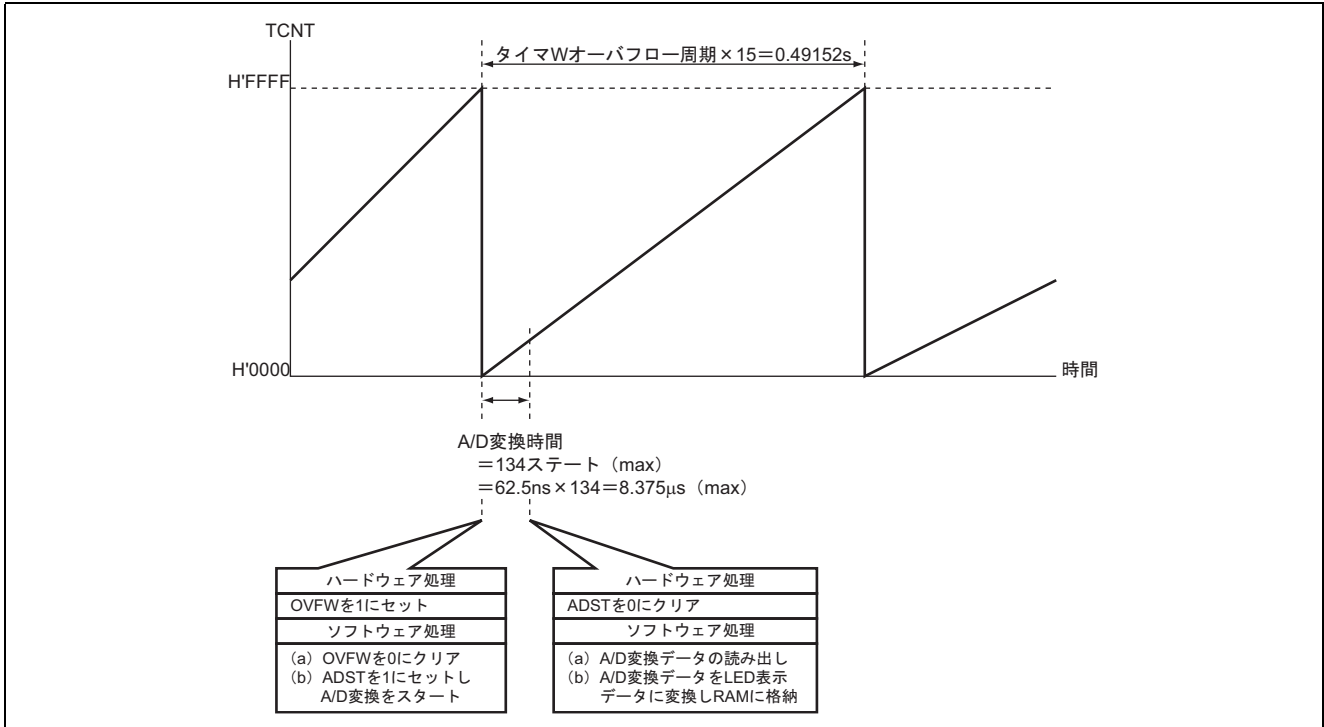 TCNT
タイマWオーバフロー周期×15＝0.49152s
H'FFFF
H'0000
時間
A/D変換時間
＝134ステート（max）
＝62.5ns×134＝8.375μs（max）
ハードウェア処理
OVFWを1にセット
ソフトウェア処理
（a）OVFWを0にクリア
（b）ADSTを1にセットし
A/D変換をスタート
ハードウェア処理
ADSTを0にクリア
ソフトウェア処理
（a）A/D変換データの読み出し
（b）A/D変換データをLED表示
データに変換しRAMに格納